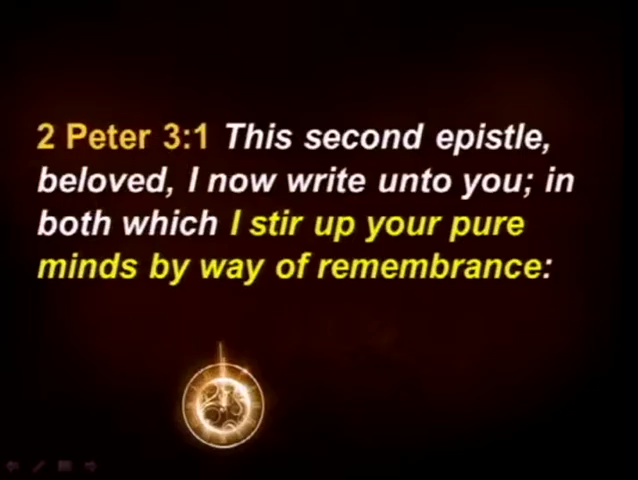 2 Peter 3:1 This second epistle,
beloved, I now write unto you; in
both which I stir up your pure
minds by way of remembrance: